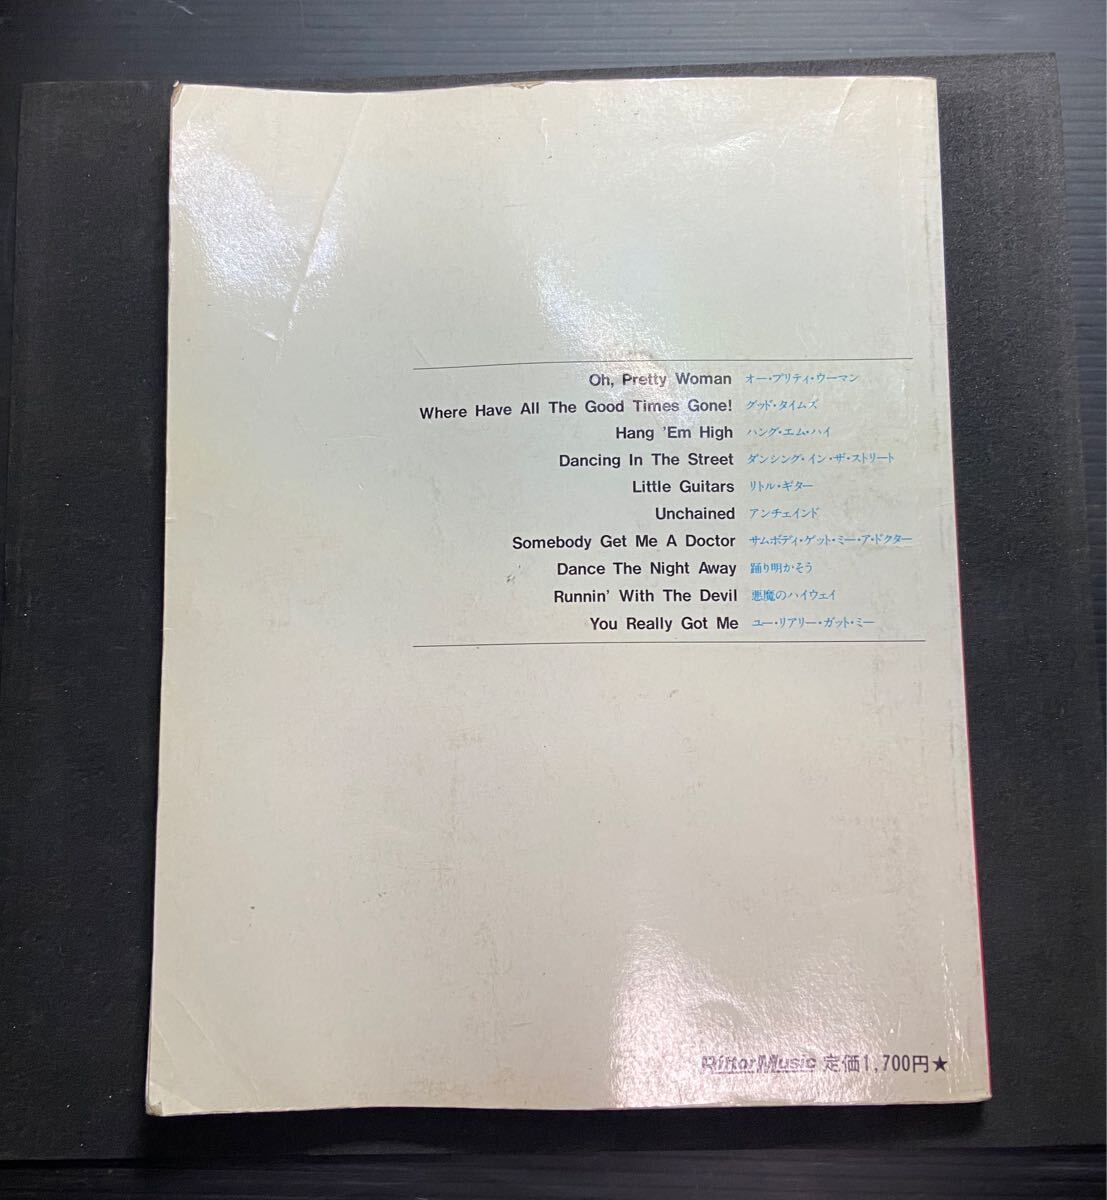 Oh, Pretty Woman オー・プリティ・ウーマン
Where Have All The Good Times Gone! グッド・タイムズ
Hang 'Em High ハング・エム・ハイ
Dancing In The Street ダンシング・イン・ザ・ストリート
Little Guitars リトル・ギター
Unchained アンチェインド
Somebody Get Me A Doctor サムボディ・ゲット・ミー・ア・ドクター
Dance The Night Away 踊り明かそう
Runnin' With The Devil 悪魔のハイウェイ
You Really Got Me ユー・リアリー・ガット・ミー
RittorMusic 定価1,700円★